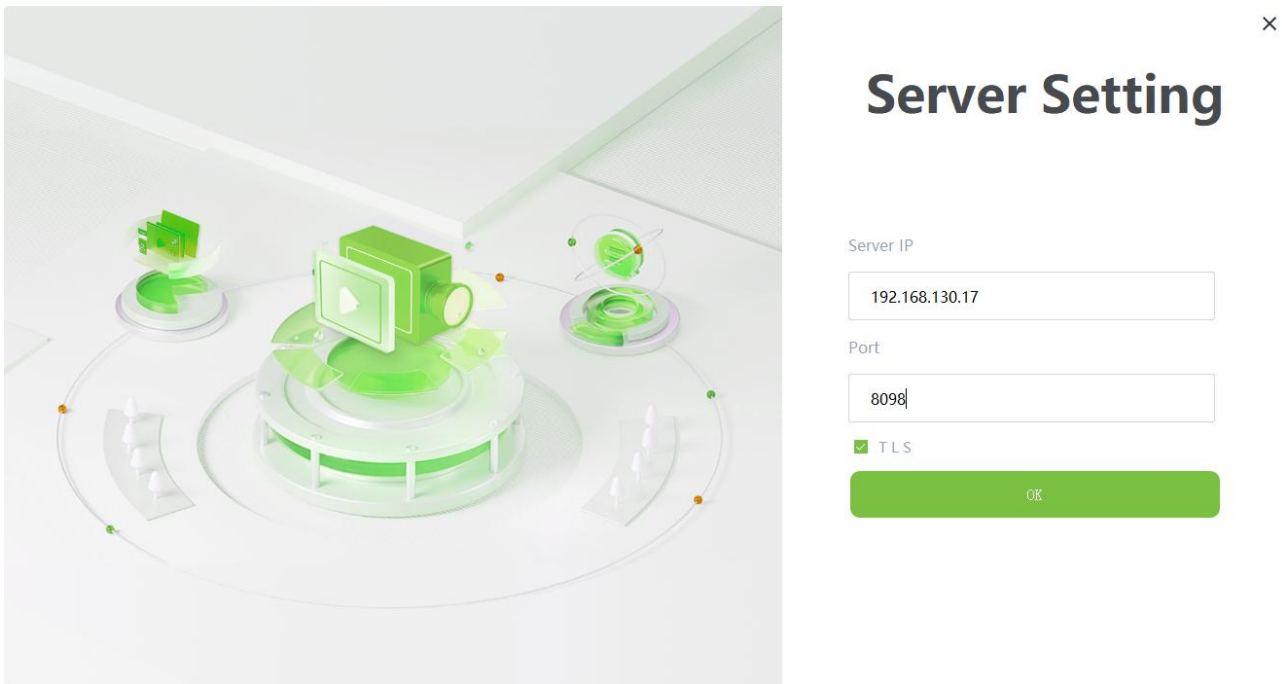 Server Setting
Server IP
192.168.130.17
Port
8098
TLS
OK